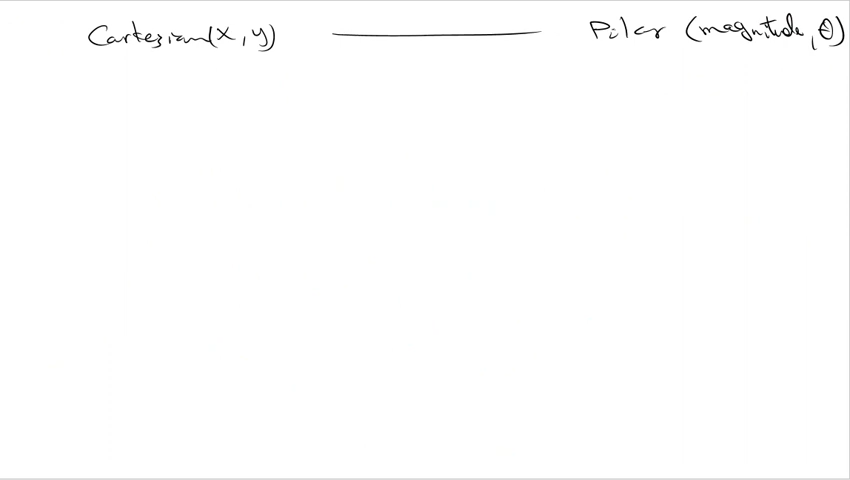 Cartesian(x, y) Polar (magnitude, θ)